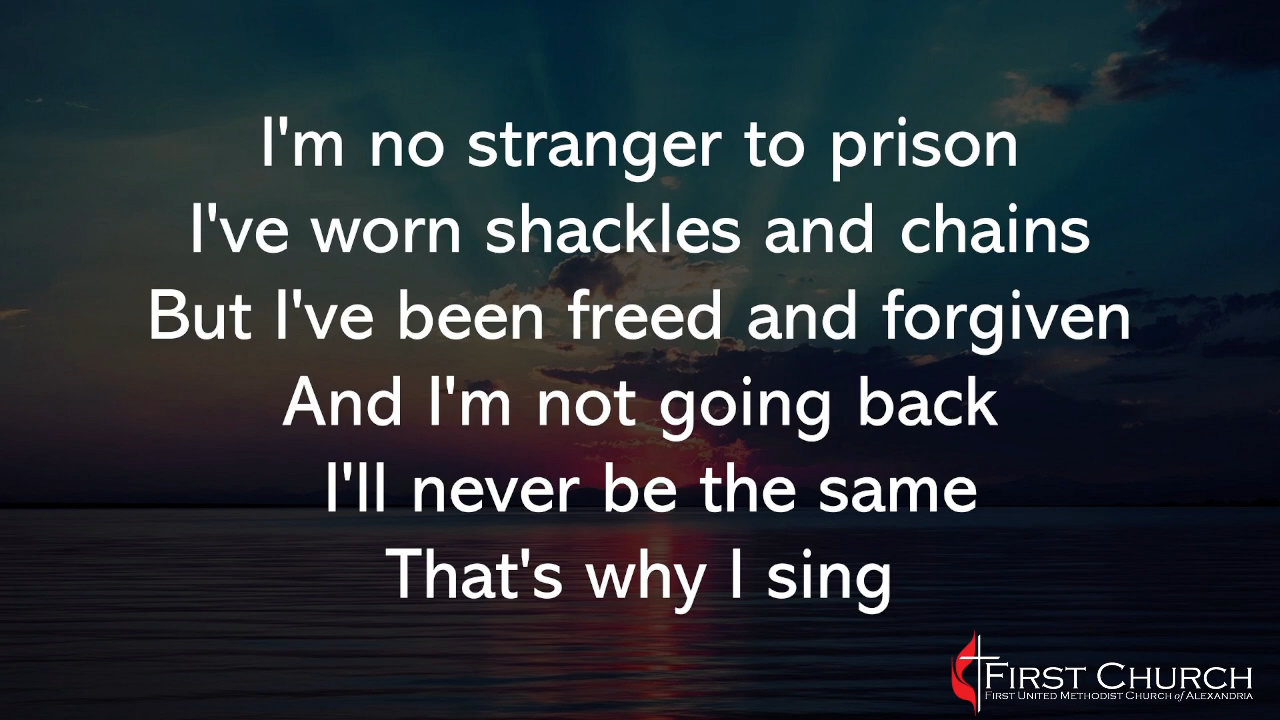 I'm no stranger to prison
I've worn shackles and chains
But I've been freed and forgiven
And I'm not going back
I'll never be the same
That's why I sing
FIRST CHURCH
FIRST UNITED METHODIST CHURCH of ALEXANDRIA